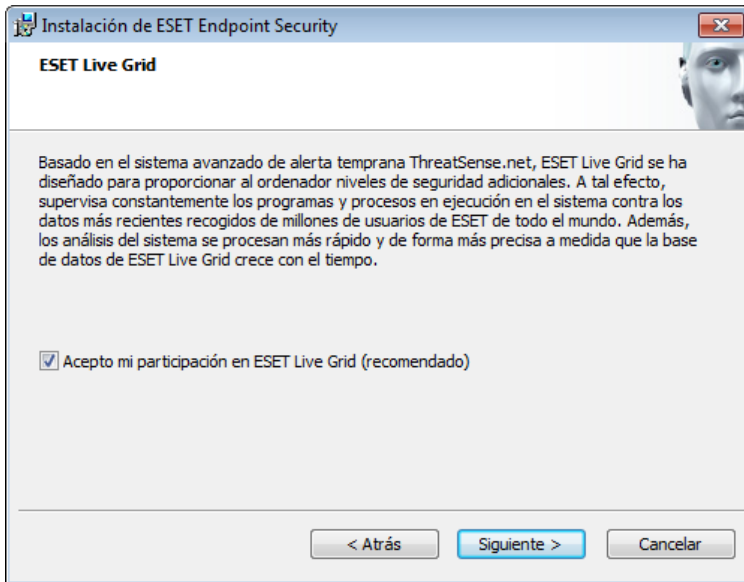 Instalación de ESET Endpoint Security
ESET Live Grid
Basado en el sistema avanzado de alerta temprana ThreatSense.net, ESET Live Grid se ha
diseñado para proporcionar al ordenador niveles de seguridad adicionales. A tal efecto,
supervisa constantemente los programas y procesos en ejecución en el sistema contra los
datos más recientes recogidos de millones de usuarios de ESET de todo el mundo. Además,
los análisis del sistema se procesan más rápido y de forma más precisa a medida que la base
de datos de ESET Live Grid crece con el tiempo.
Acepto mi participación en ESET Live Grid (recomendado)
< Atrás
Siguiente >
Cancelar